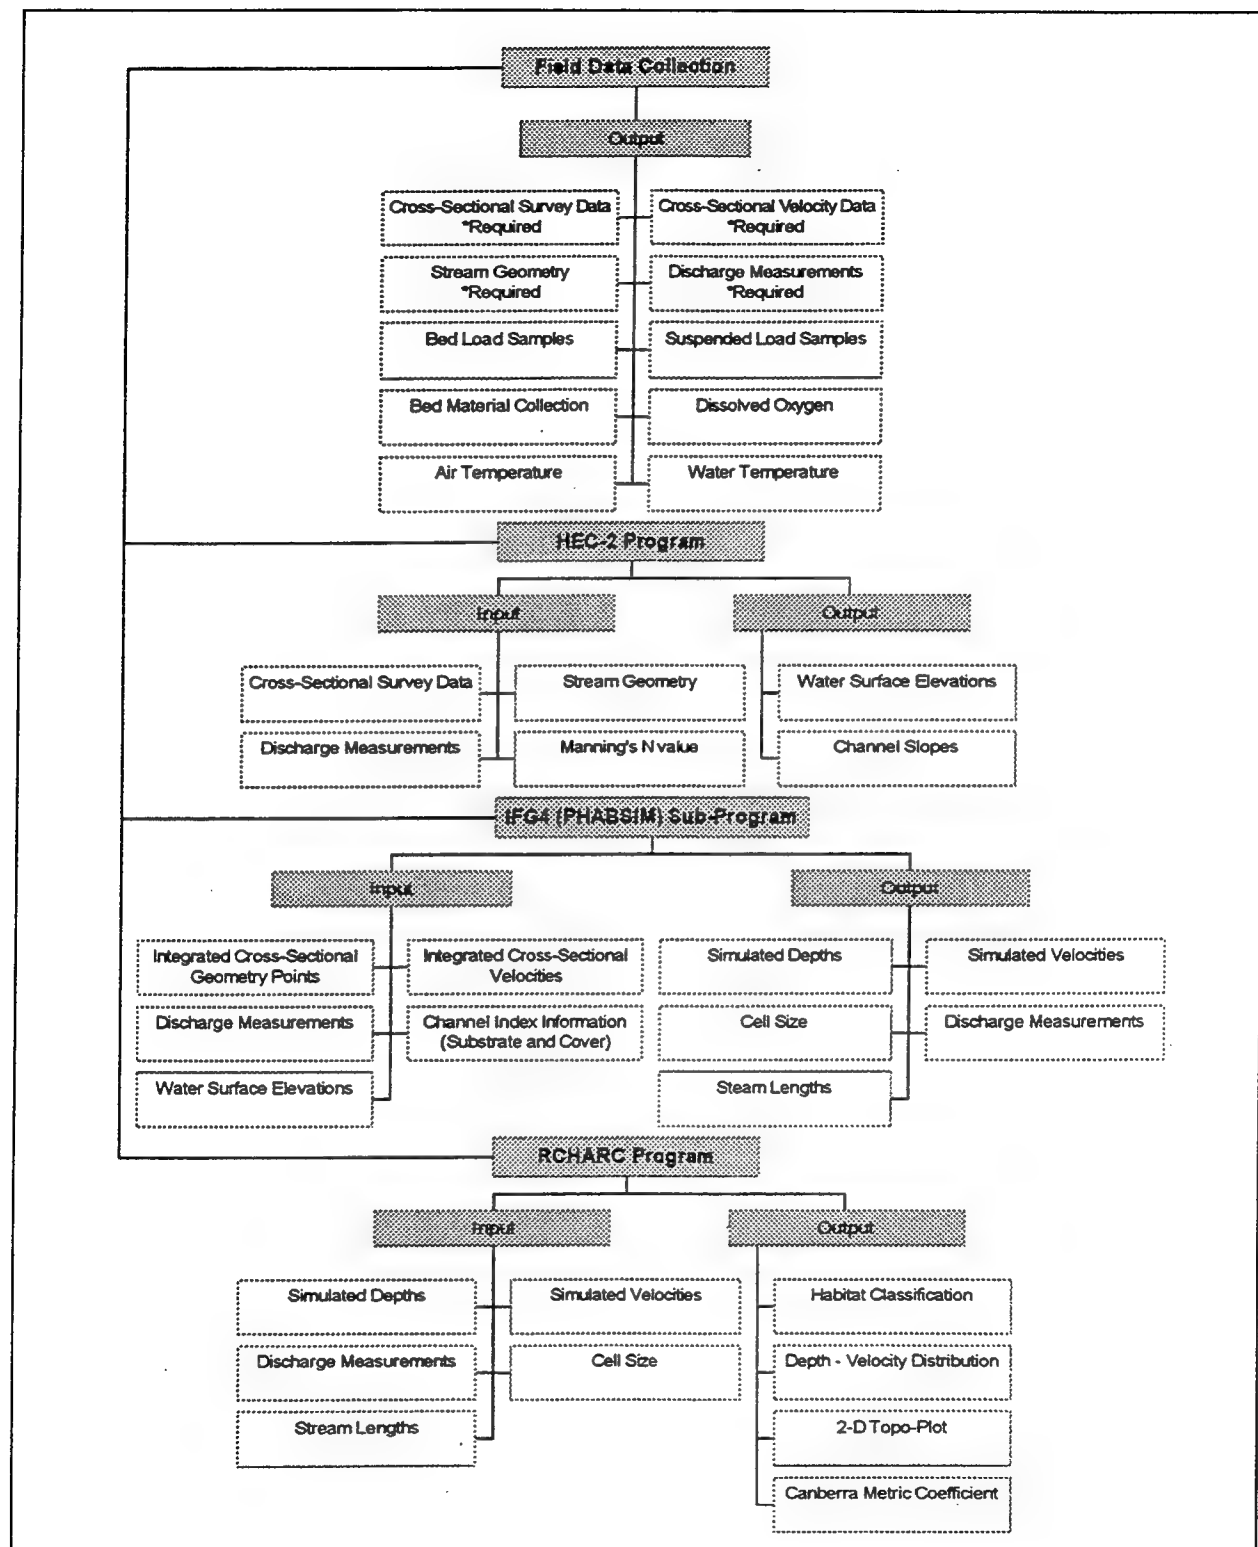 Field Data Collection
Output
Cross-Sectional Survey Data
*Required
Cross-Sectional Velocity Data
*Required
Stream Geometry
*Required
Discharge Measurements
*Required
Bed Load Samples
Suspended Load Samples
Bed Material Collection
Dissolved Oxygen
Air Temperature
Water Temperature
HEC-2 Program
Input
Output
Cross-Sectional Survey Data
Stream Geometry
Water Surface Elevations
Discharge Measurements
Manning's N value
Channel Slopes
IFG4 (PHABSIM) Sub-Program
Input
Output
Integrated Cross-Sectional
Geometry Points
Integrated Cross-Sectional
Velocities
Simulated Depths
Simulated Velocities
Discharge Measurements
Channel Index Information
(Substrate and Cover)
Cell Size
Discharge Measurements
Water Surface Elevations
Steam Lengths
RCHARC Program
Input
Output
Simulated Depths
Simulated Velocities
Habitat Classification
Discharge Measurements
Cell Size
Depth - Velocity Distribution
Stream Lengths
2-D Topo-Plot
Canberra Metric Coefficient